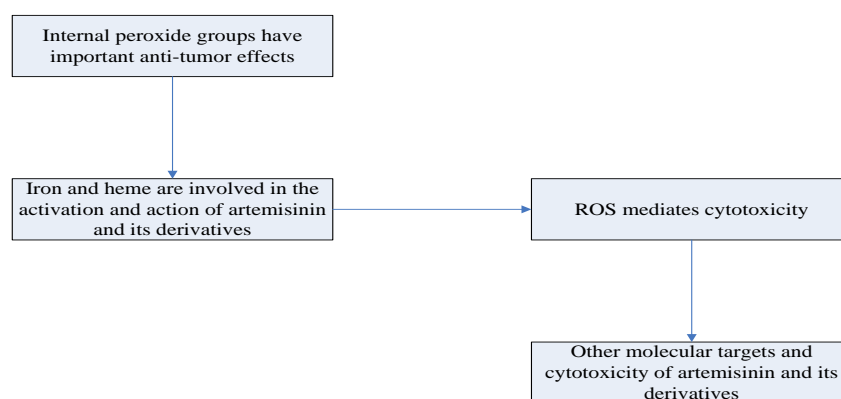 Internal peroxide groups have
important anti-tumor effects
Iron and heme are involved in the
activation and action of artemisinin
and its derivatives
ROS mediates cytotoxicity
Other molecular targets and
cytotoxicity of artemisinin and its
derivatives